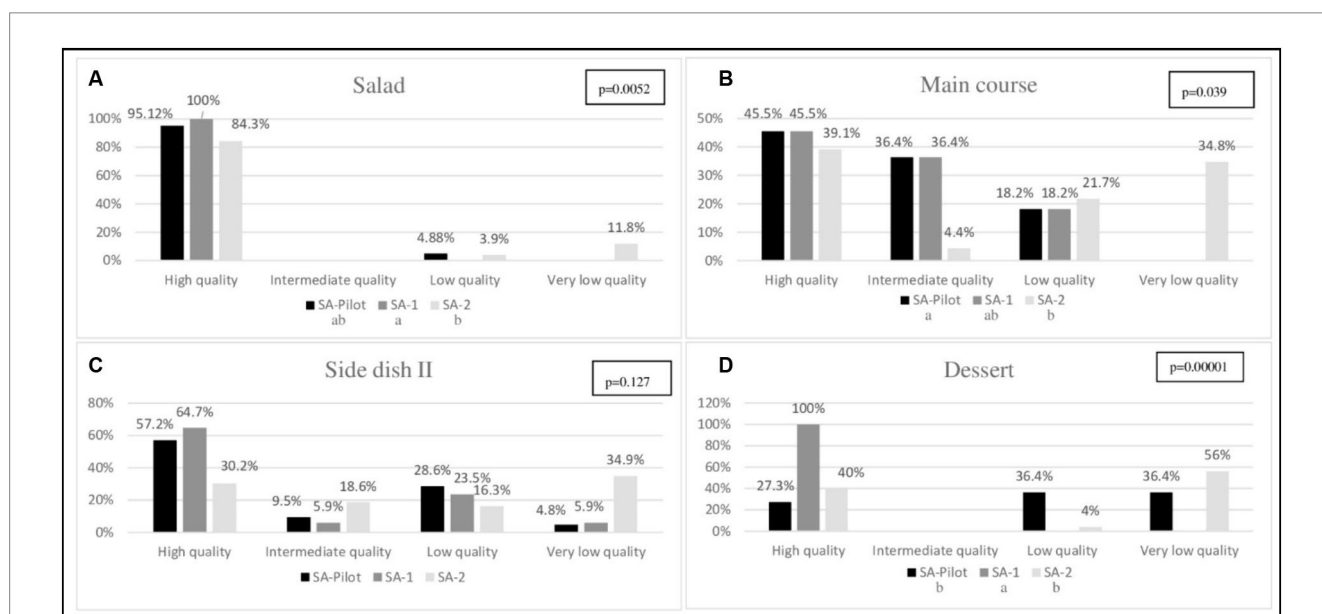 A
Salad
p=0.0052
95.12% 100% 84.3%
4.88% 3.9%
11.8%
100%
80%
60%
40%
20%
0%
High quality Intermediate quality Low quality Very low quality
SA-Pilot SA-1 SA-2
ab a b
B
Main course
p=0.039
45.5% 45.5% 39.1%
36.4% 36.4% 4.4%
18.2% 18.2% 21.7%
34.8%
50%
40%
30%
20%
10%
0%
High quality Intermediate quality Low quality Very low quality
SA-Pilot SA-1 SA-2
a ab b
C
Side dish II
p=0.127
57.2% 64.7% 30.2%
9.5% 5.9% 18.6%
28.6% 23.5% 16.3%
4.8% 5.9% 34.9%
80%
60%
40%
20%
0%
High quality Intermediate quality Low quality Very low quality
SA-Pilot SA-1 SA-2
D
Dessert
p=0.00001
27.3% 100% 40%
36.4% 4%
36.4% 56%
120%
100%
80%
60%
40%
20%
0%
High quality Intermediate quality Low quality Very low quality
SA-Pilot SA-1 SA-2
b a b